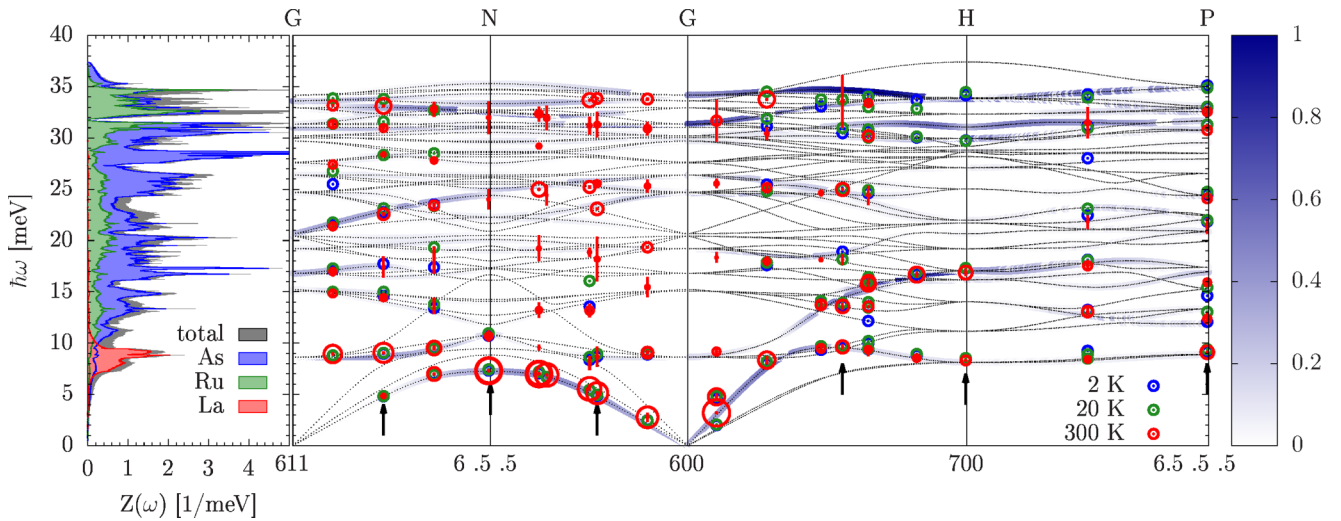 G N G H P
40
35
30
25
20
15
10
5
0
ħω [meV]
total
As
Ru
La
0 1 2 3 4
Z(ω) [1/meV]
611 6 .5 .5 600 700 6.5 .5 .5
2 K
20 K
300 K
1
0.8
0.6
0.4
0.2
0